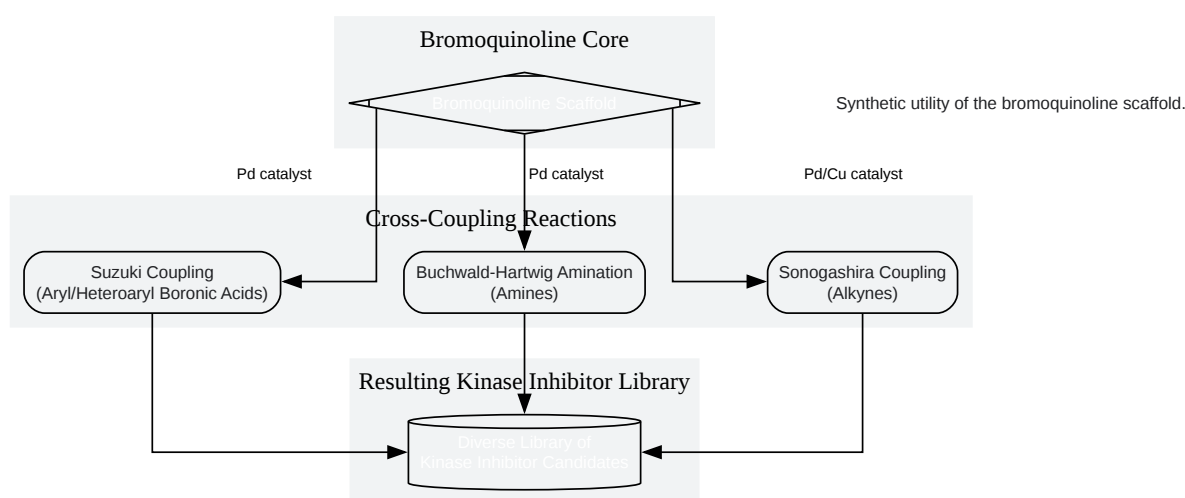 Bromoquinoline Core
Bromoquinoline Scaffold
Synthetic utility of the bromoquinoline scaffold.
Pd catalyst
Pd catalyst
Pd/Cu catalyst
Cross-Coupling Reactions
Suzuki Coupling
(Aryl/Heteroaryl Boronic Acids)
Buchwald-Hartwig Amination
(Amines)
Sonogashira Coupling
(Alkynes)
Resulting Kinase Inhibitor Library
Diverse Library of
Kinase Inhibitor Candidates